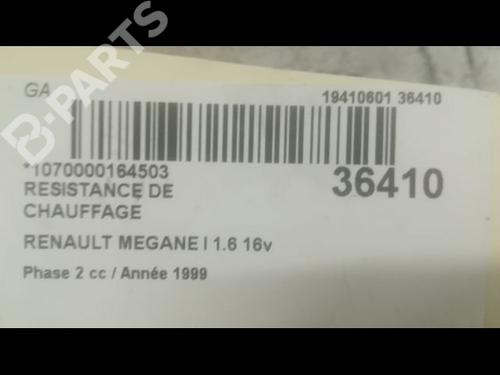 GA
19410601 36410
*1070000164503
36410
RESISTANCE DE
CHAUFFAGE
RENAULT MEGANE I 1.6 16v
Phase 2 cc / Année 1999
B-PARTS